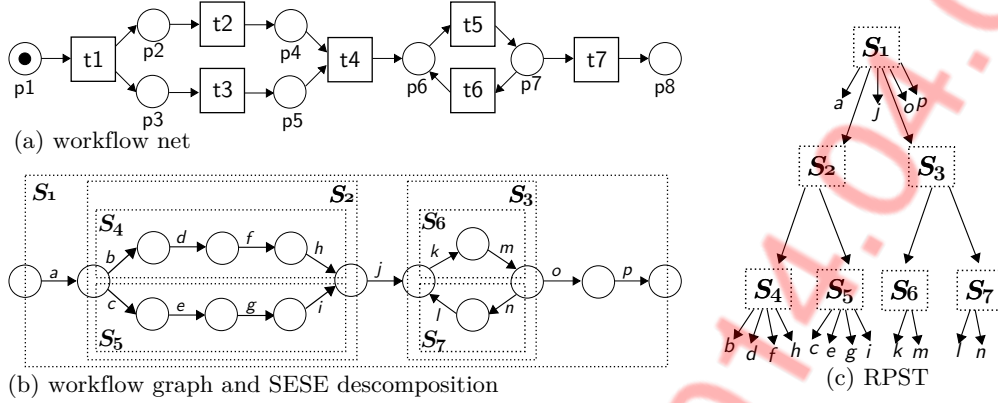 t1 p2 t2 p4 t4 t5
p1 p6 p7 t7 p8
p3 t3 p5 t6
(a) workflow net
S1 S2 S3
S4 S6
a b d f h j k m o p
c e g i l n
S5 S7
(b) workflow graph and SESE descomposition
S1
a j o p
S2 S3
S4 S5 S6 S7
b d f h c e g i k m l n
(c) RPST